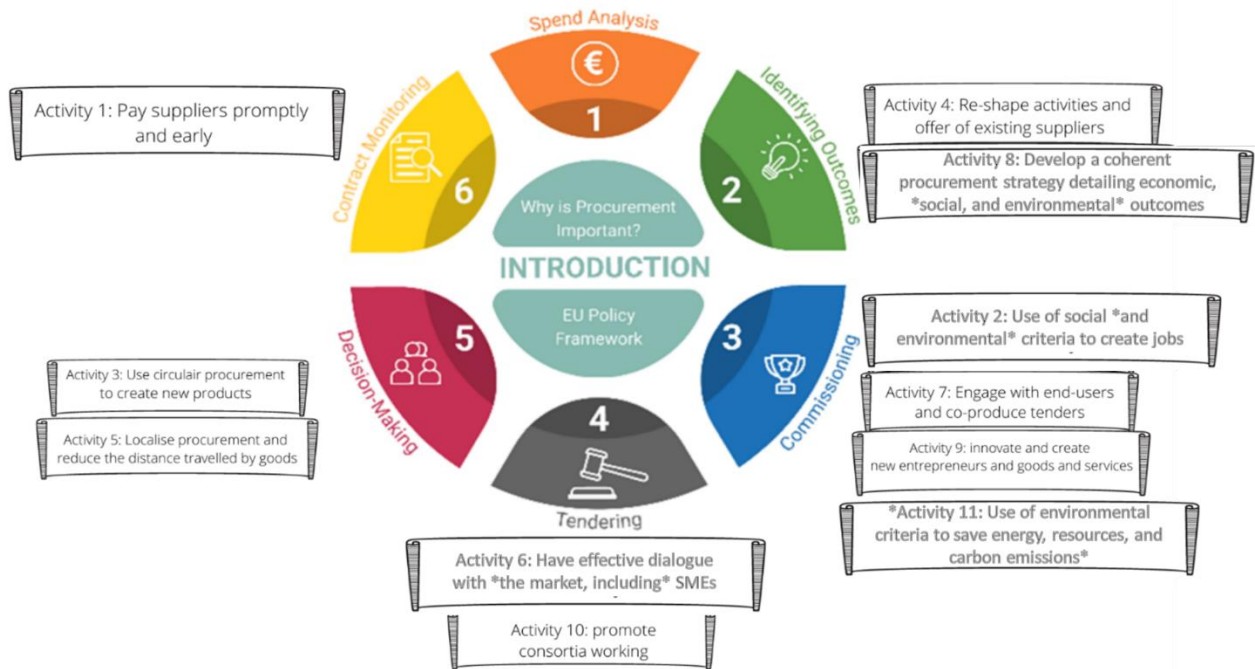 Spend Analysis
€
1
Identifying Outcomes
2
Activity 4: Re-shape activities and
offer of existing suppliers
Activity 8: Develop a coherent
procurement strategy detailing economic,
*social, and environmental* outcomes
Commissioning
3
Activity 2: Use of social *and
environmental* criteria to create jobs
Activity 7: Engage with end-users
and co-produce tenders
Activity 9: innovate and create
new entrepreneurs and goods and services
*Activity 11: Use of environmental
criteria to save energy, resources, and
carbon emissions*
4
Tendering
Activity 6: Have effective dialogue
with *the market, including* SMEs
Activity 10: promote
consortia working
Decision-Making
5
Activity 3: Use circulair procurement
to create new products
Activity 5: Localise procurement and
reduce the distance travelled by goods
Contract Monitoring
6
Activity 1: Pay suppliers promptly
and early
Why is Procurement
Important?
INTRODUCTION
EU Policy
Framework